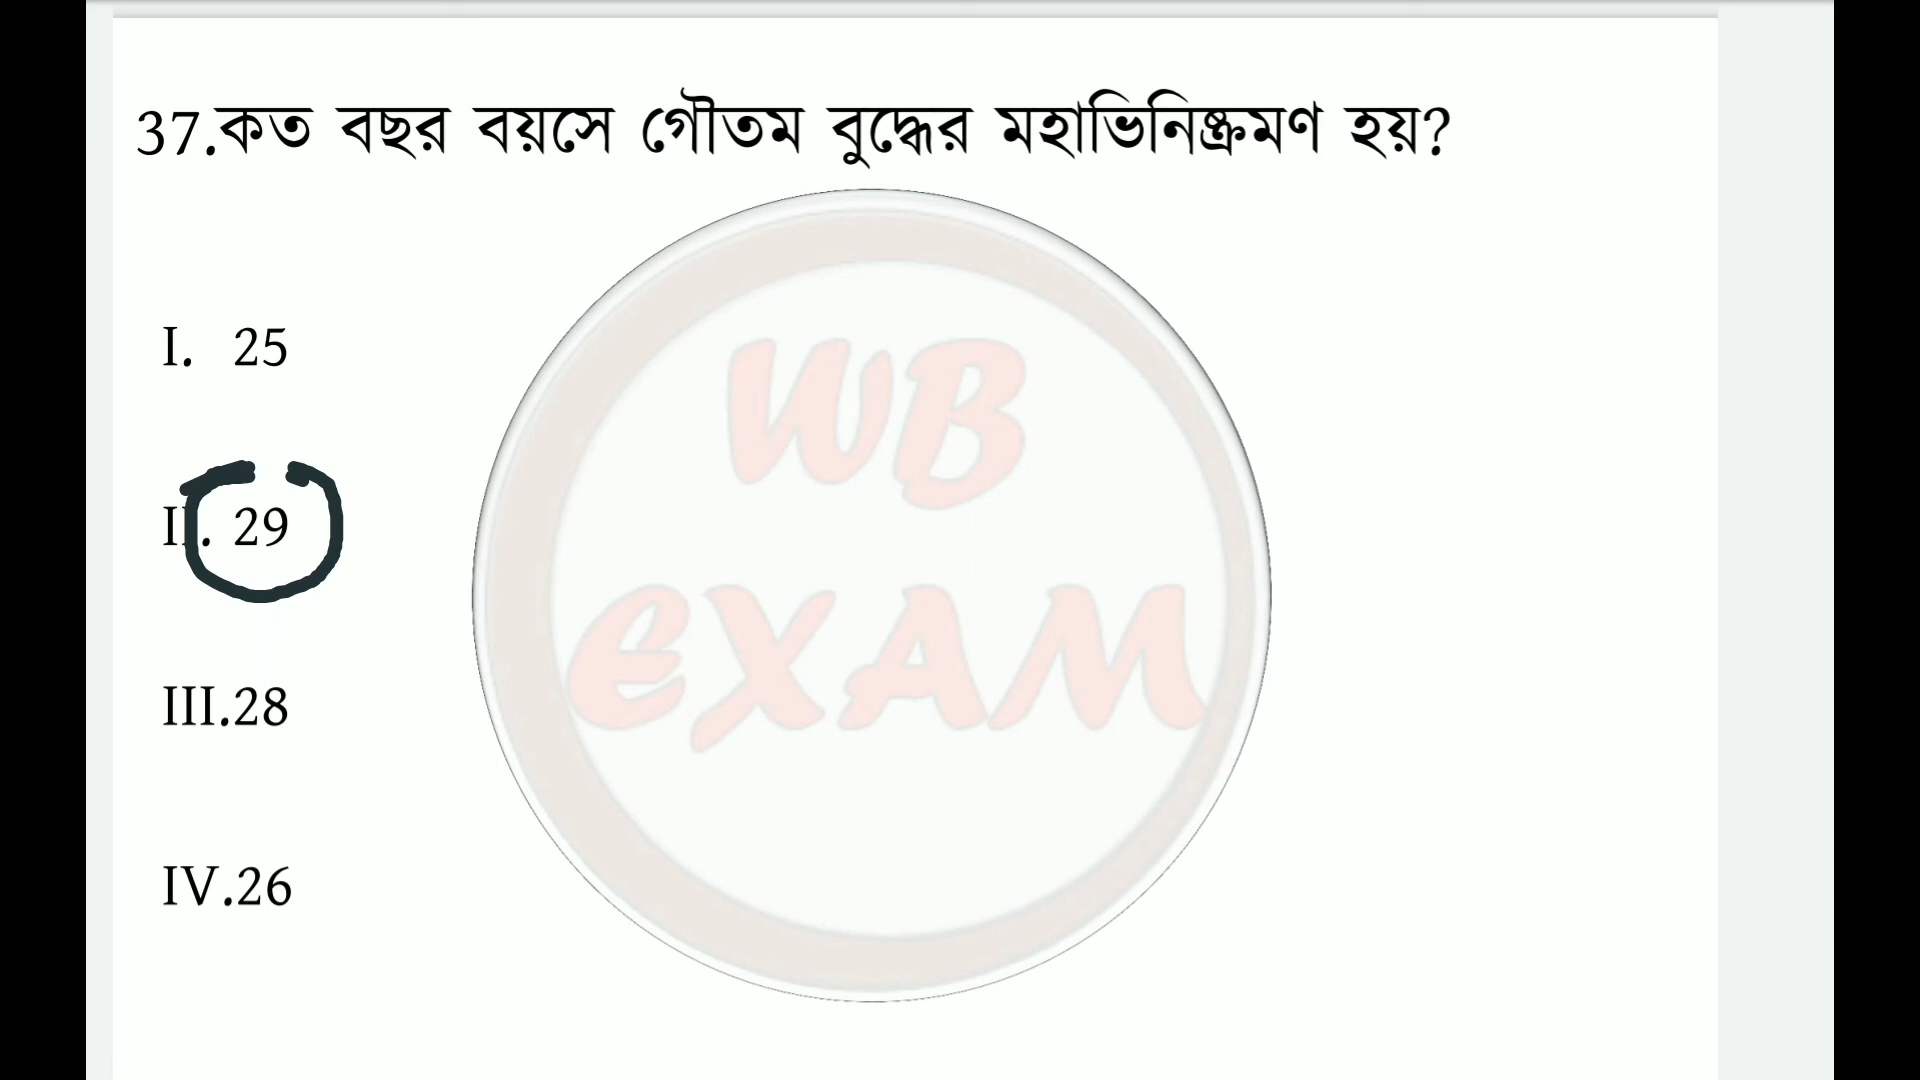 37.কত বছর বয়সে গৌতম বুদ্ধের মহাভিনিষ্ক্রমণ হয়?
I. 25
II. 29
III.28
IV.26
WB
EXAM